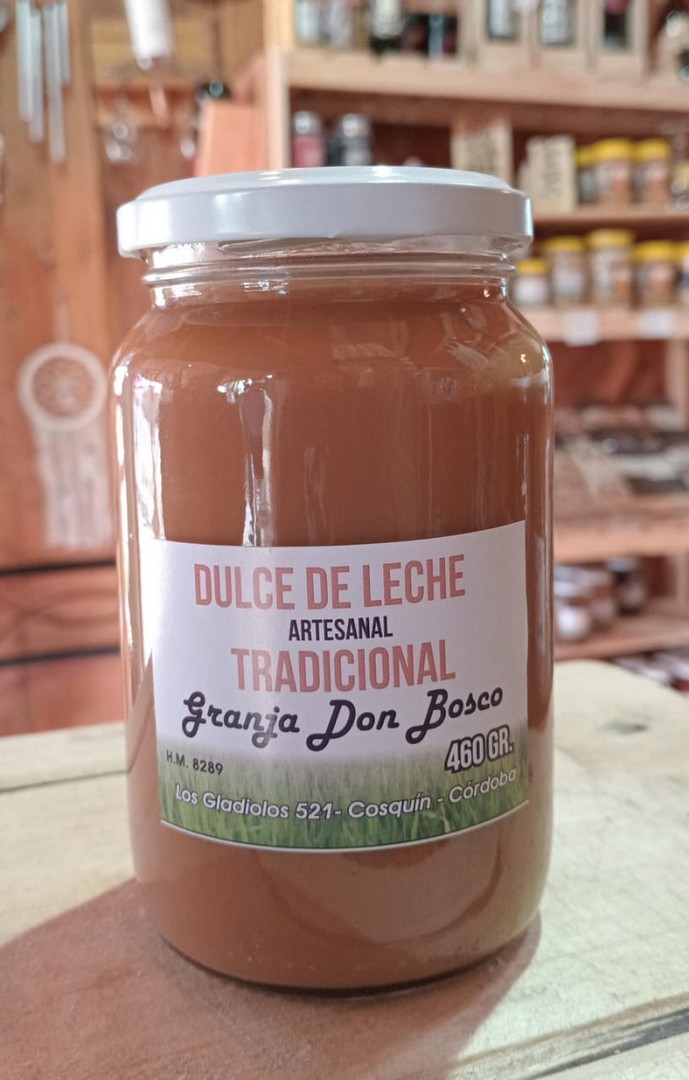 DULCE DE LECHE
ARTESANAL
TRADICIONAL
Granja Don Bosco
460 GR.
H.M. 8289
Los Gladiolos 521- Cosquín - Córdoba